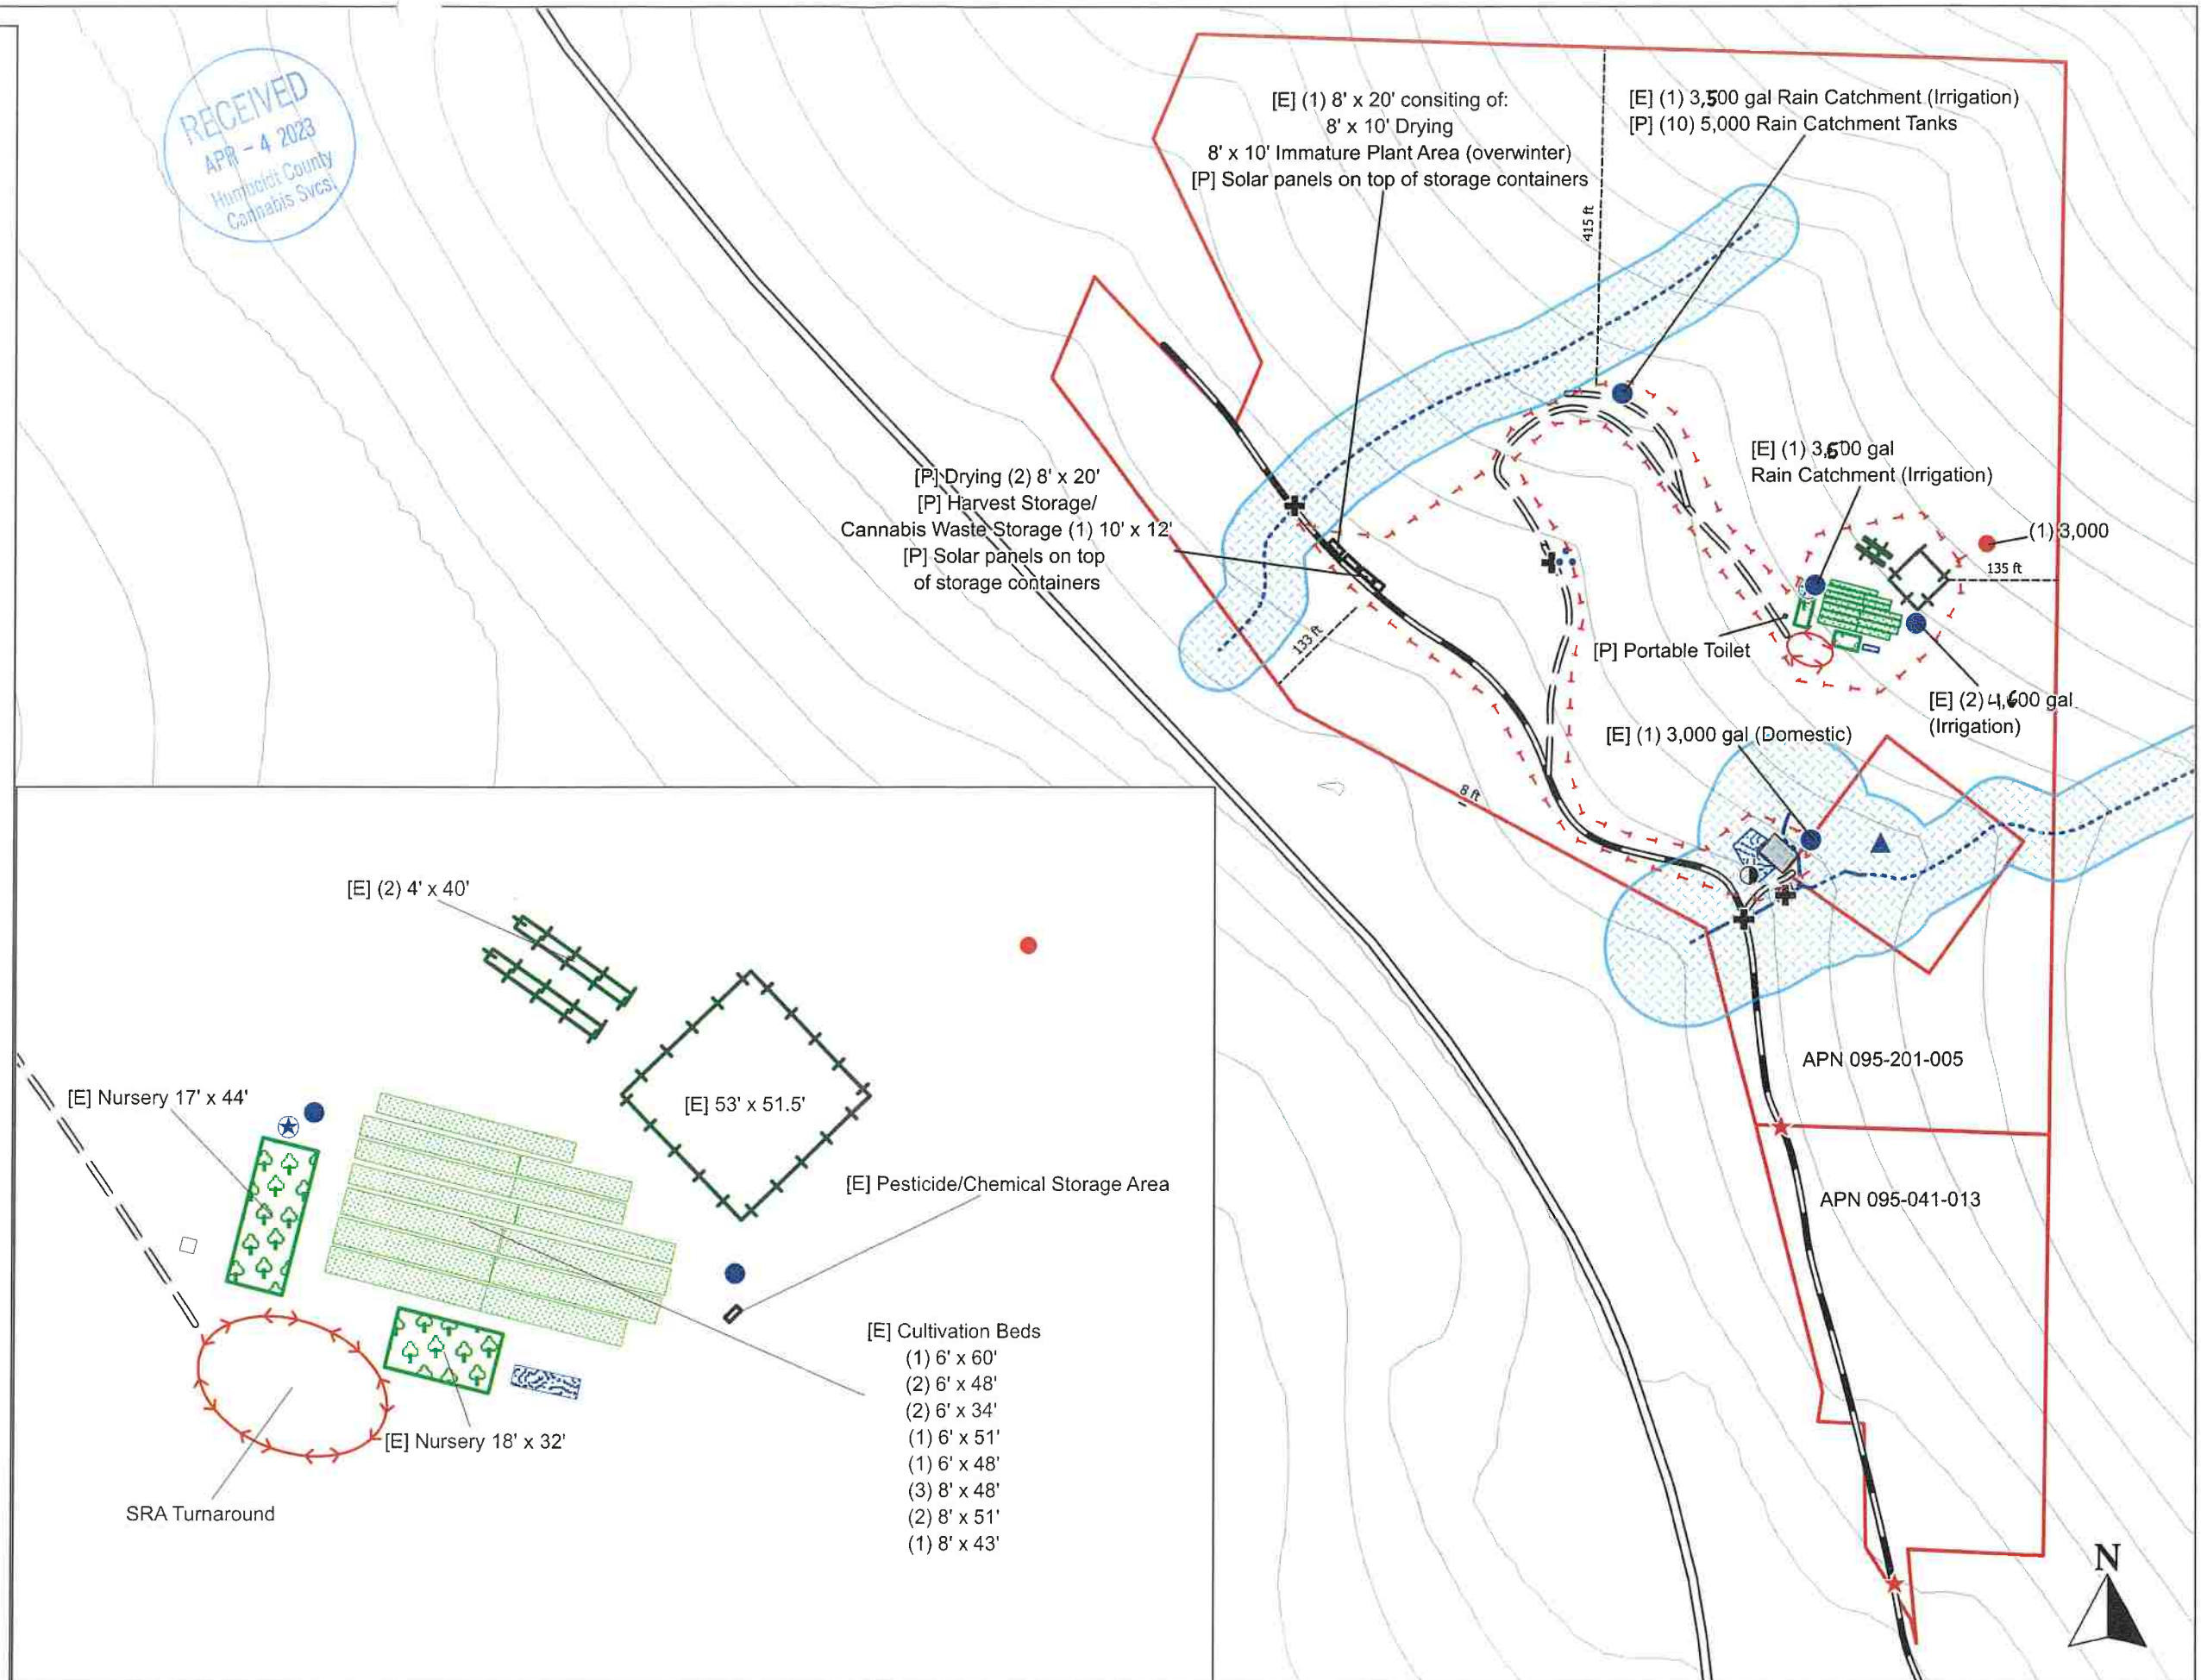 RECEIVED
APR - 4 2023
Humboldt County
Cannabis Svcs.
[E] (1) 8' x 20' consiting of:
8' x 10' Drying
8' x 10' Immature Plant Area (overwinter)
[P] Solar panels on top of storage containers
[E] (1) 3,500 gal Rain Catchment (Irrigation)
[P] (10) 5,000 Rain Catchment Tanks
415 ft
[P] Drying (2) 8' x 20'
[P] Harvest Storage/
Cannabis Waste Storage (1) 10' x 12'
[P] Solar panels on top
of storage containers
[E] (1) 3,600 gal
Rain Catchment (Irrigation)
(1) 3,000
135 ft
133 ft
[P] Portable Toilet
[E] (2) 4,600 gal
(Irrigation)
[E] (1) 3,000 gal (Domestic)
8 ft
APN 095-201-005
APN 095-041-013
N
[E] (2) 4' x 40'
[E] Nursery 17' x 44'
[E] 53' x 51.5'
[E] Pesticide/Chemical Storage Area
[E] Cultivation Beds
(1) 6' x 60'
(2) 6' x 48'
(2) 6' x 34'
(1) 6' x 51'
(1) 6' x 48'
(3) 8' x 48'
(2) 8' x 51'
(1) 8' x 43'
[E] Nursery 18' x 32'
SRA Turnaround